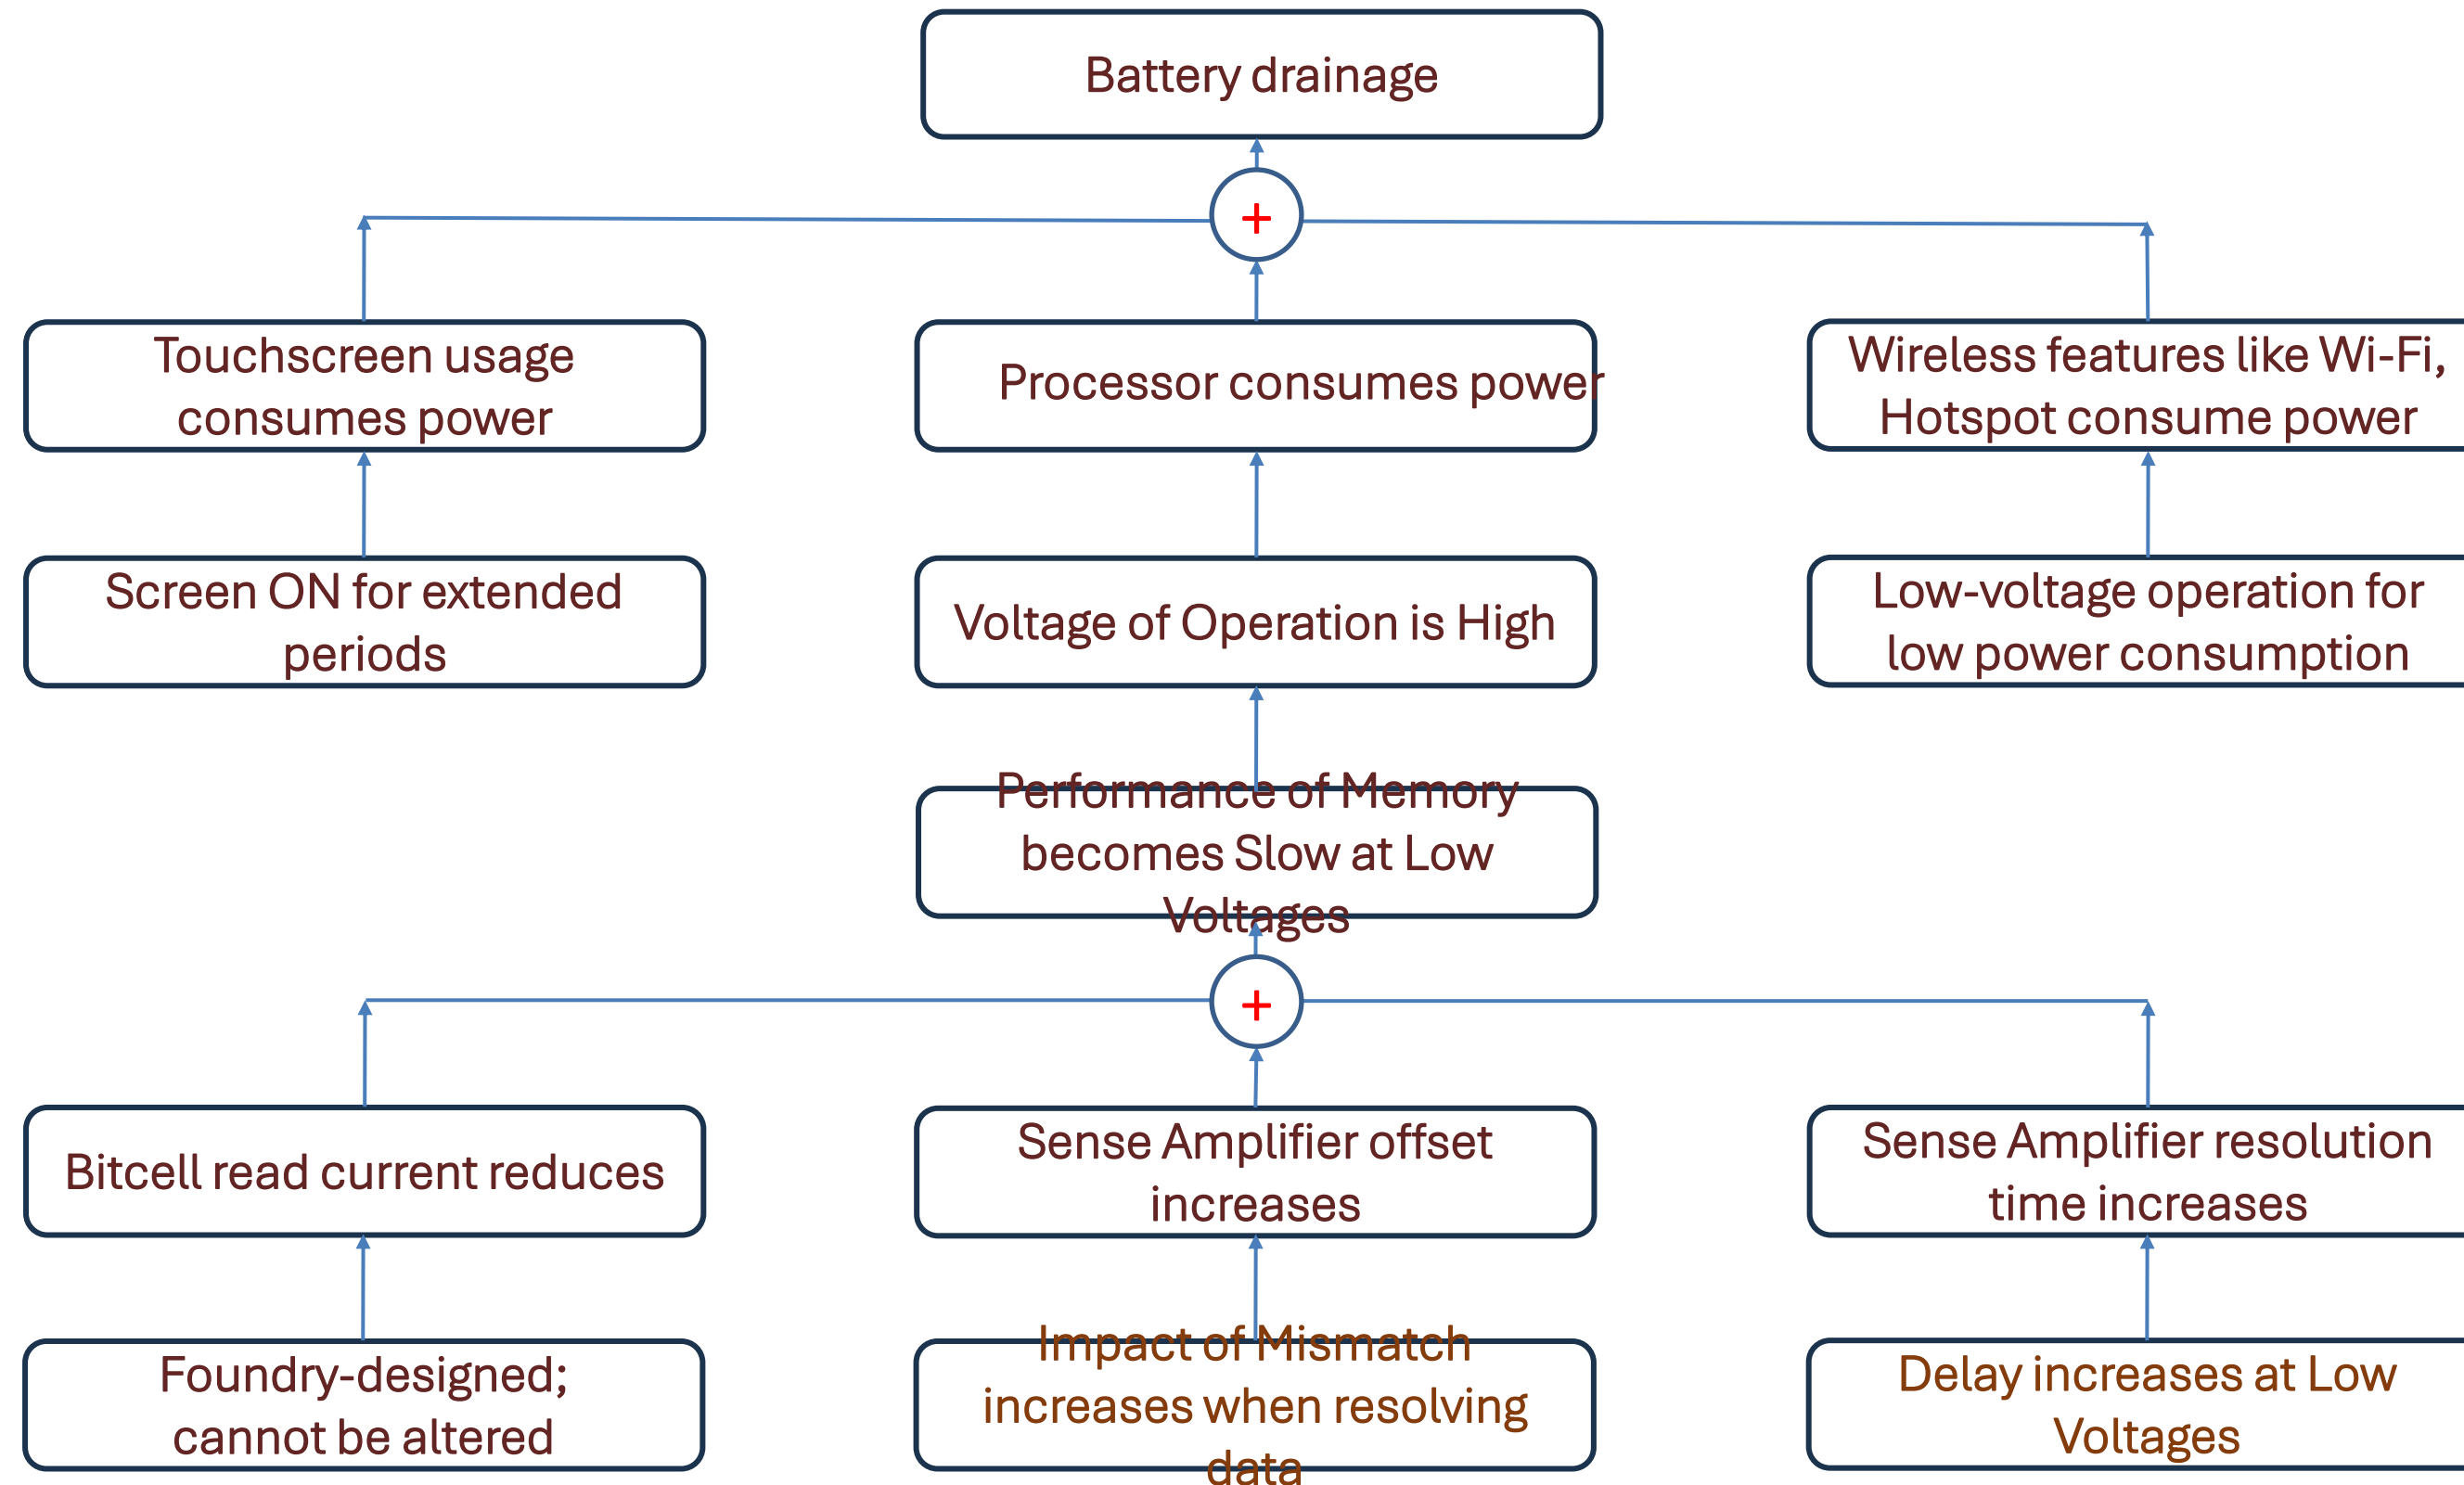 Battery drainage
+
Touchscreen usage
consumes power
Processor consumes power
Wireless features like Wi-Fi,
Hotspot consume power
Screen ON for extended
periods
Voltage of Operation is High
Low-voltage operation for
low power consumption
Performance of Memory
becomes Slow at Low
Voltages
+
Bitcell read current reduces
Sense Amplifier offset
increases
Sense Amplifier resolution
time increases
Foundry-designed;
cannot be altered
Impact of Mismatch
increases when resolving
data
Delay increases at Low
Voltages